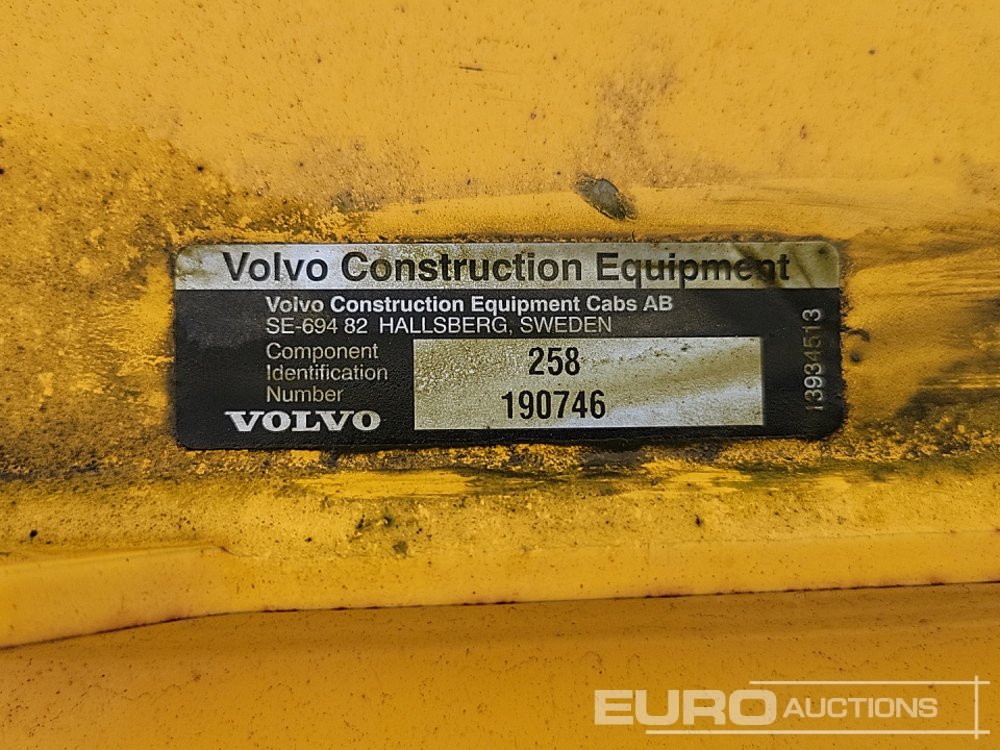 Volvo Construction Equipment
Volvo Construction Equipment Cabs AB
SE-694 82 HALLSBERG, SWEDEN
Component
Identification
Number
258
190746
VOLVO
13934513
EURO AUCTIONS